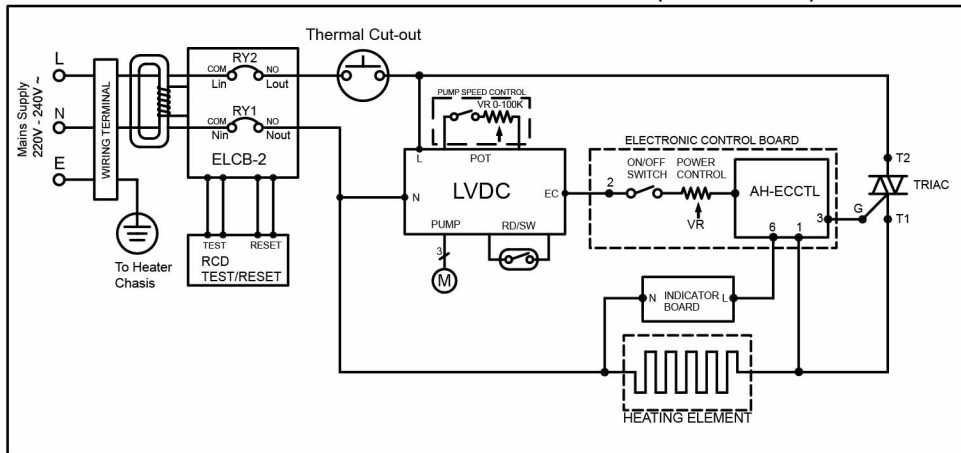 Thermal Cut-out
Mains Supply
220V - 240V ~
L
N
E
WIRING TERMINAL
To Heater
Chasis
RY2
COM
NO
Lin
Lout
RY1
COM
NO
Nin
Nout
ELCB-2
TEST
RESET
RCD
TEST/RESET
PUMP SPEED CONTROL
VR 0-100K
L
POT
N
LVDC
EC
PUMP
RD/SW
3
M
ELECTRONIC CONTROL BOARD
ON/OFF
SWITCH
POWER
CONTROL
2
VR
AH-ECCTL
3
6
1
T2
TRIAC
G
T1
N
INDICATOR
BOARD
L
HEATING ELEMENT